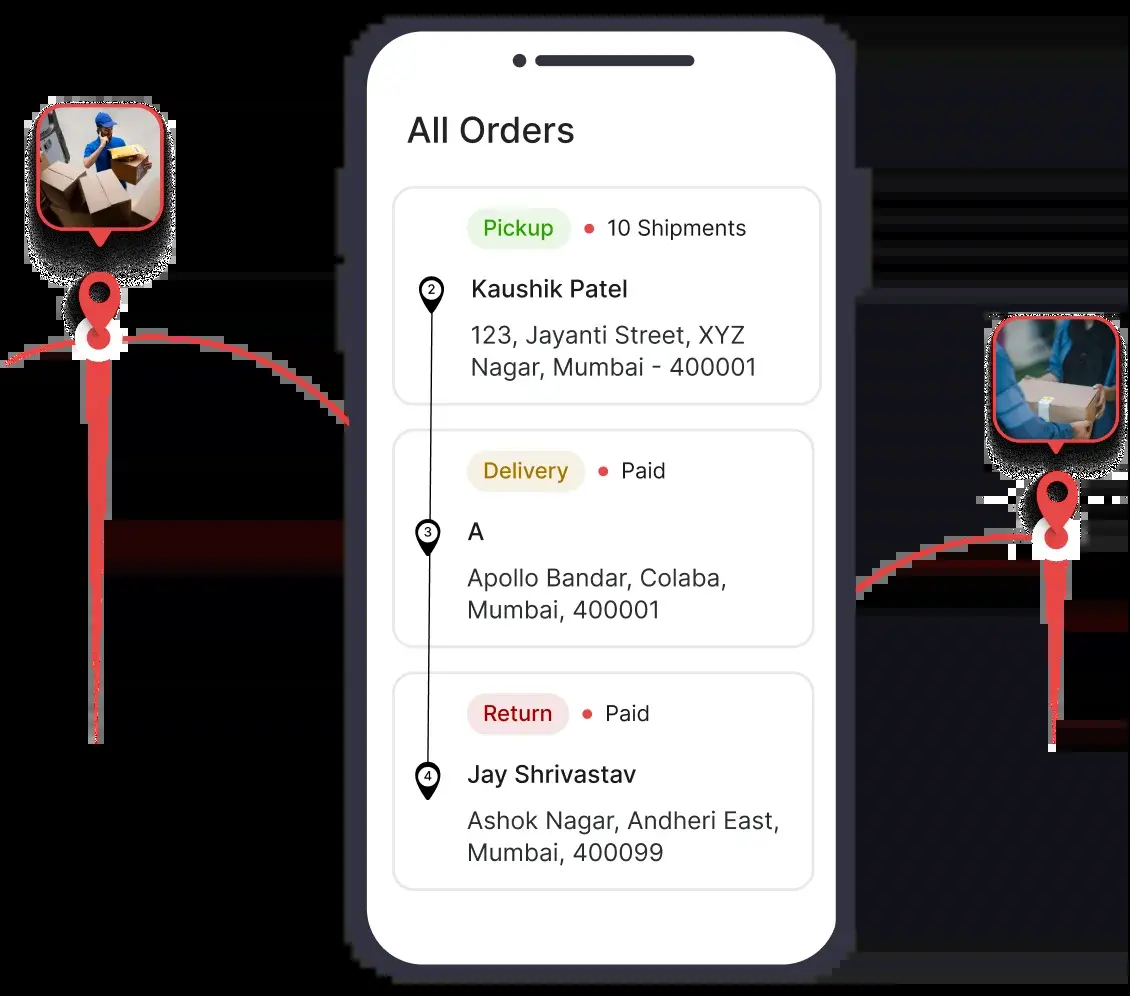 All Orders
Pickup • 10 Shipments
2
Kaushik Patel
123, Jayanti Street, XYZ
Nagar, Mumbai - 400001
Delivery • Paid
3
A
Apollo Bandar, Colaba,
Mumbai, 400001
Return • Paid
4
Jay Shrivastav
Ashok Nagar, Andheri East,
Mumbai, 400099